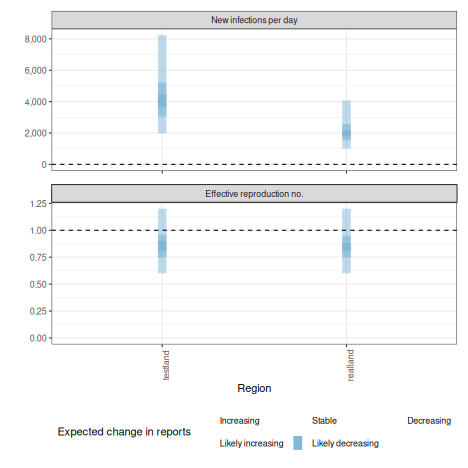 New infections per day
8,000
6,000
4,000
2,000
0
Effective reproduction no.
1.25
1.00
0.75
0.50
0.25
0.00
testland
realland
Region
Expected change in reports
Increasing
Stable
Decreasing
Likely increasing
Likely decreasing